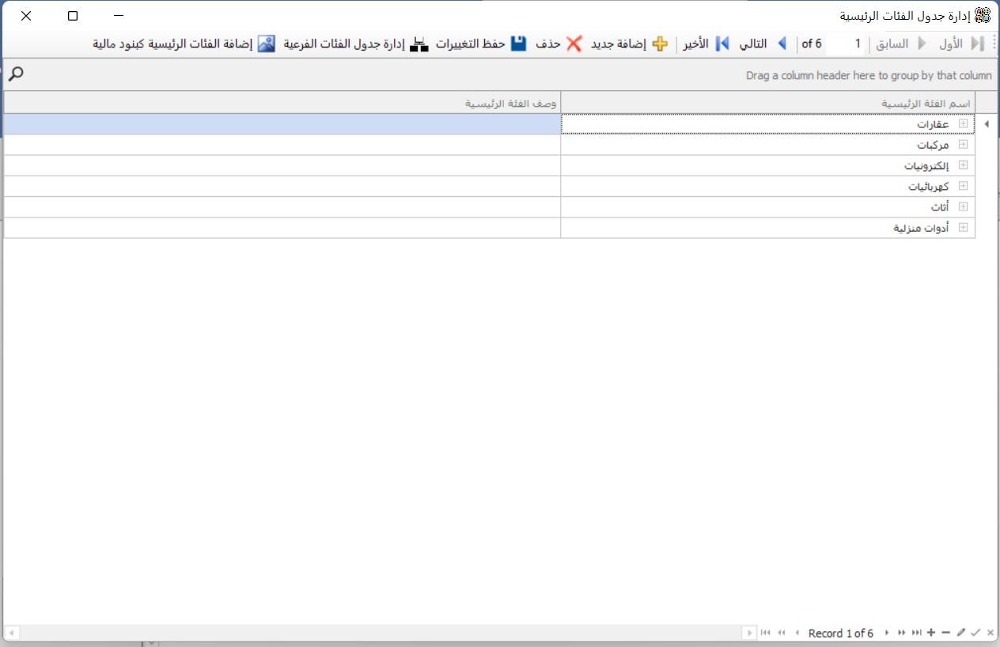 إدارة جدول الفئات الرئيسية
الأول السابق 1 of 6 التالي الأخير إضافة جديد حذف حفظ التغييرات إدارة جدول الفئات الفرعية إضافة الفئات الرئيسية كبنود مالية
Drag a column header here to group by that column
اسم الفئة الرئيسية وصف الفئة الرئيسية
عقارات
مركبات
إلكترونيات
كهربائيات
أثاث
أدوات منزلية
Record 1 of 6